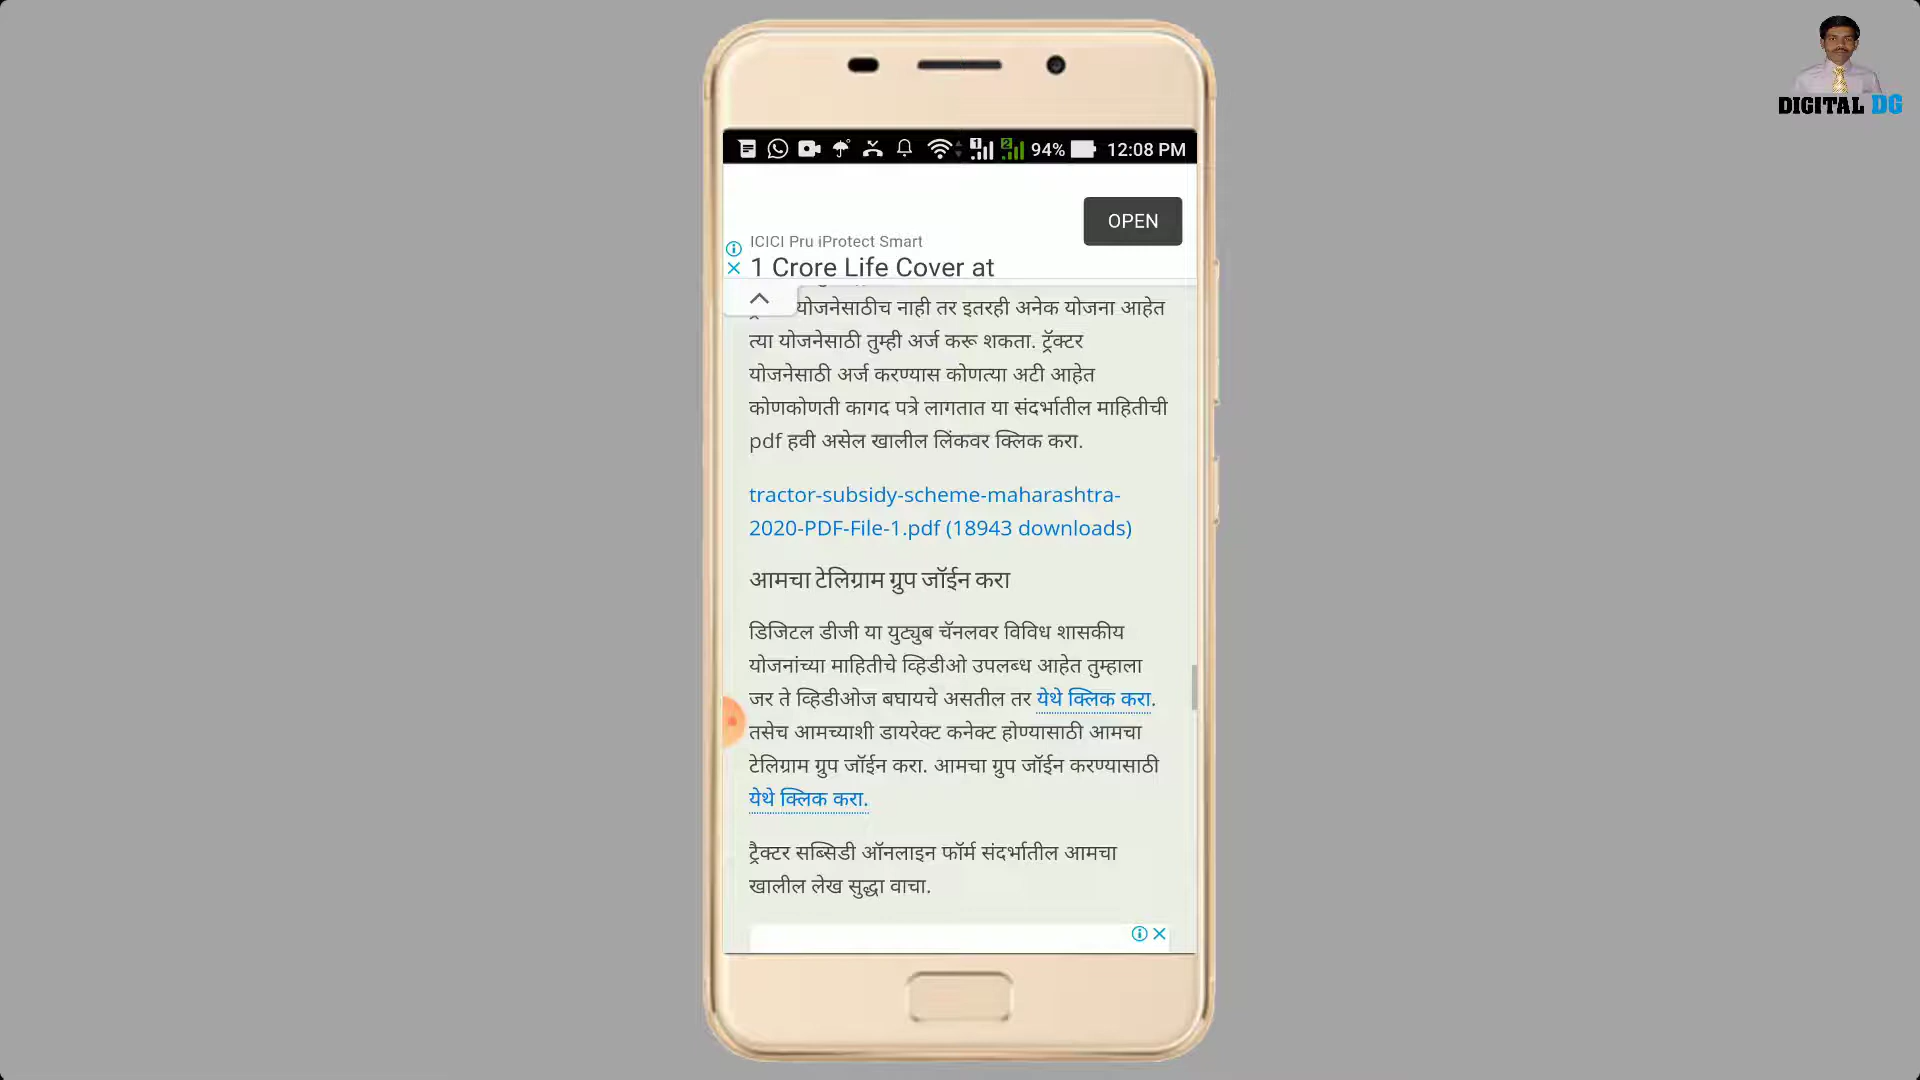 DIGITAL DG
94% 12:08 PM
OPEN
ICICI Pru iProtect Smart
1 Crore Life Cover at
योजनेसाठीच नाही तर इतरही अनेक योजना आहेत
त्या योजनेसाठी तुम्ही अर्ज करू शकता. ट्रॅक्टर
योजनेसाठी अर्ज करण्यास कोणत्या अटी आहेत
कोणकोणती कागद पत्रे लागतात या संदर्भातील माहितीची
pdf हवी असेल खालील लिंकवर क्लिक करा.
tractor-subsidy-scheme-maharashtra-
2020-PDF-File-1.pdf (18943 downloads)
आमचा टेलिग्राम ग्रुप जॉईन करा
डिजिटल डीजी या युट्युब चॅनलवर विविध शासकीय
योजनांच्या माहितीचे व्हिडीओ उपलब्ध आहेत तुम्हाला
जर ते व्हिडीओज बघायचे असतील तर येथे क्लिक करा.
तसेच आमच्याशी डायरेक्ट कनेक्ट होण्यासाठी आमचा
टेलिग्राम ग्रुप जॉईन करा. आमचा ग्रुप जॉईन करण्यासाठी
येथे क्लिक करा.
ट्रैक्टर सब्सिडी ऑनलाइन फॉर्म संदर्भातील आमचा
खालील लेख सुद्धा वाचा.